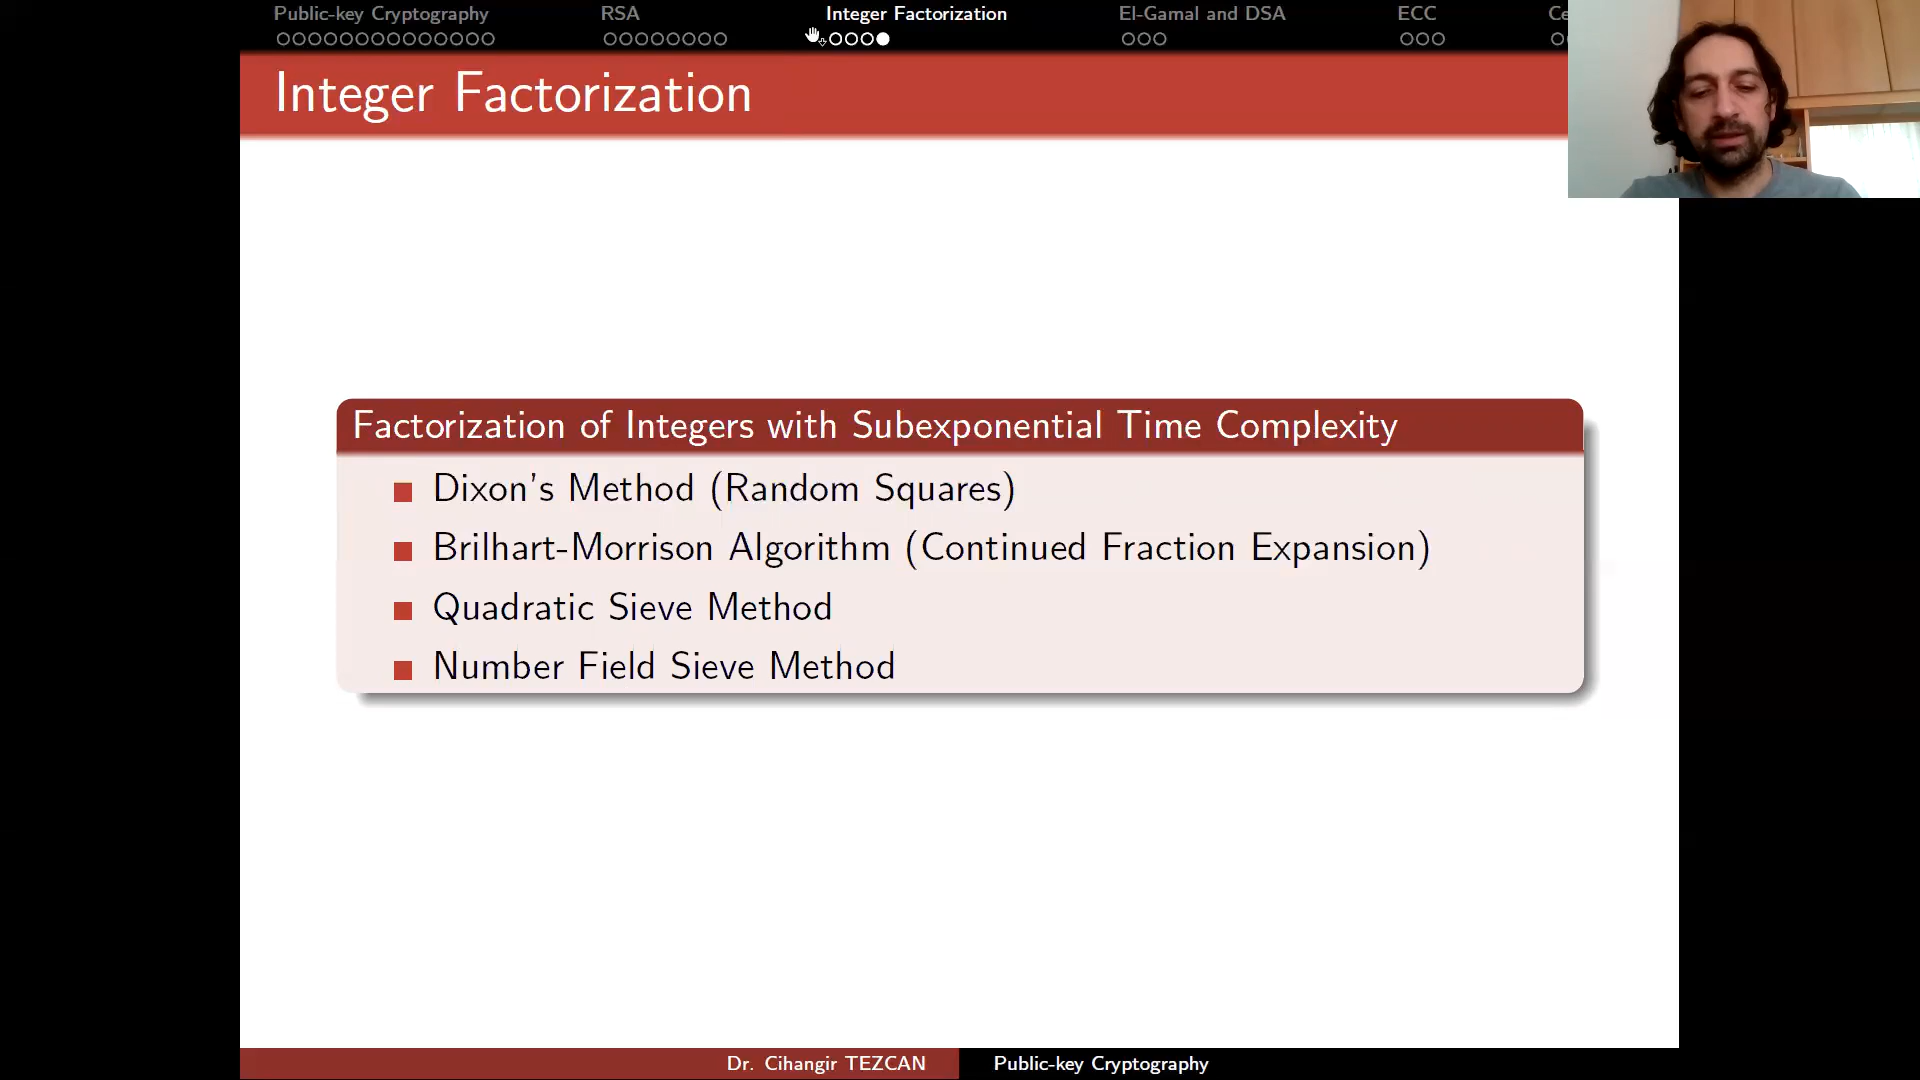 Public-key Cryptography RSA Integer Factorization El-Gamal and DSA ECC Ce
Integer Factorization
Factorization of Integers with Subexponential Time Complexity
Dixon's Method (Random Squares)
Brilhart-Morrison Algorithm (Continued Fraction Expansion)
Quadratic Sieve Method
Number Field Sieve Method
Dr. Cihangir TEZCAN Public-key Cryptography